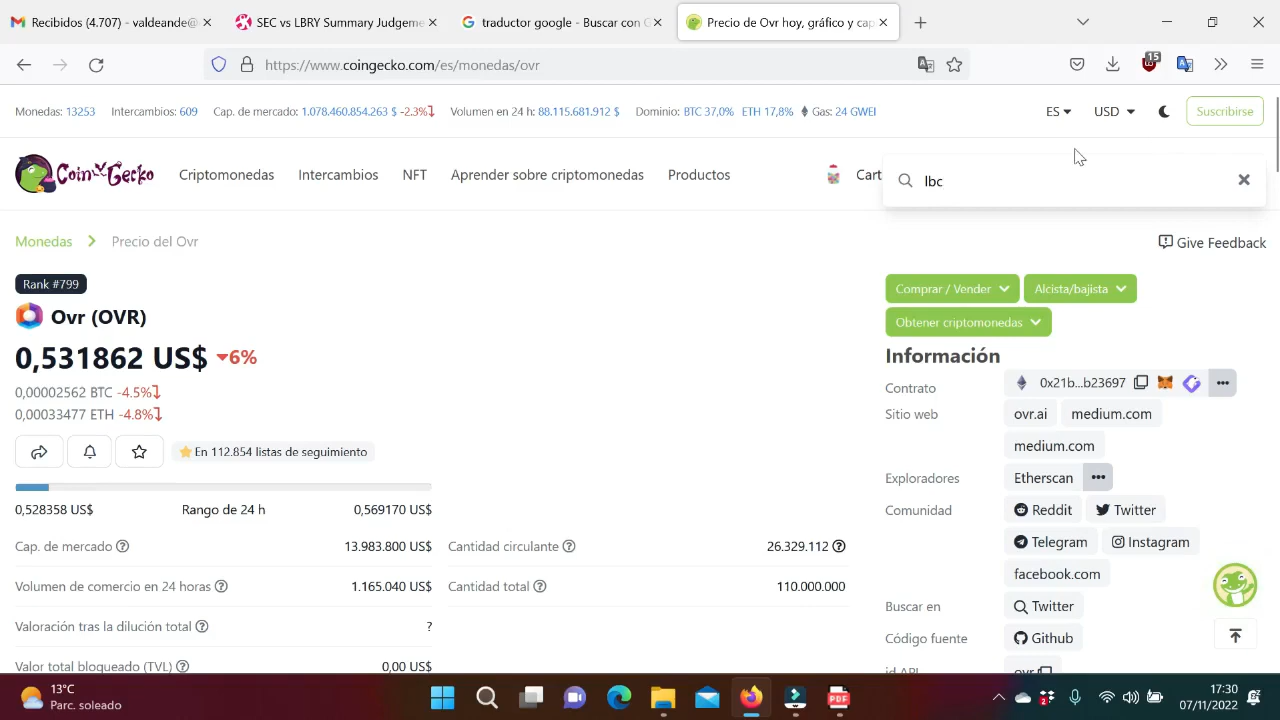 Recibidos (4.707) - valdeande@
SEC vs LBRY Summary Judgeme
traductor google - Buscar con G
Precio de Ovr hoy, gráfico y cap
https://www.coingecko.com/es/monedas/ovr
15
Monedas: 13253 Intercambios: 609 Cap. de mercado: 1.078.460.854.263 $ -2.3% Volumen en 24 h: 88.115.681.912 $ Dominio: BTC 37,0% ETH 17,8% Gas: 24 GWEI
ES USD Suscribirse
CoinGecko Criptomonedas Intercambios NFT Aprender sobre criptomonedas Productos Cart
lbc
Monedas Precio del Ovr
Give Feedback
Rank #799
Ovr (OVR)
0,531862 US$ 6%
0,00002562 BTC -4.5%
0,00033477 ETH -4.8%
En 112.854 listas de seguimiento
0,528358 US$ Rango de 24 h 0,569170 US$
Cap. de mercado 13.983.800 US$ Cantidad circulante 26.329.112
Volumen de comercio en 24 horas 1.165.040 US$ Cantidad total 110.000.000
Valoración tras la dilución total ?
Valor total bloqueado (TVL) 0,00 US$
Comprar / Vender Alcista/bajista
Obtener criptomonedas
Información
Contrato 0x21b...b23697
Sitio web ovr.ai medium.com
medium.com
Exploradores Etherscan
Comunidad Reddit Twitter
Telegram Instagram
facebook.com
Buscar en Twitter
Código fuente Github
id API ovr
13°C
Parc. soleado
PDF
2
17:30
07/11/2022